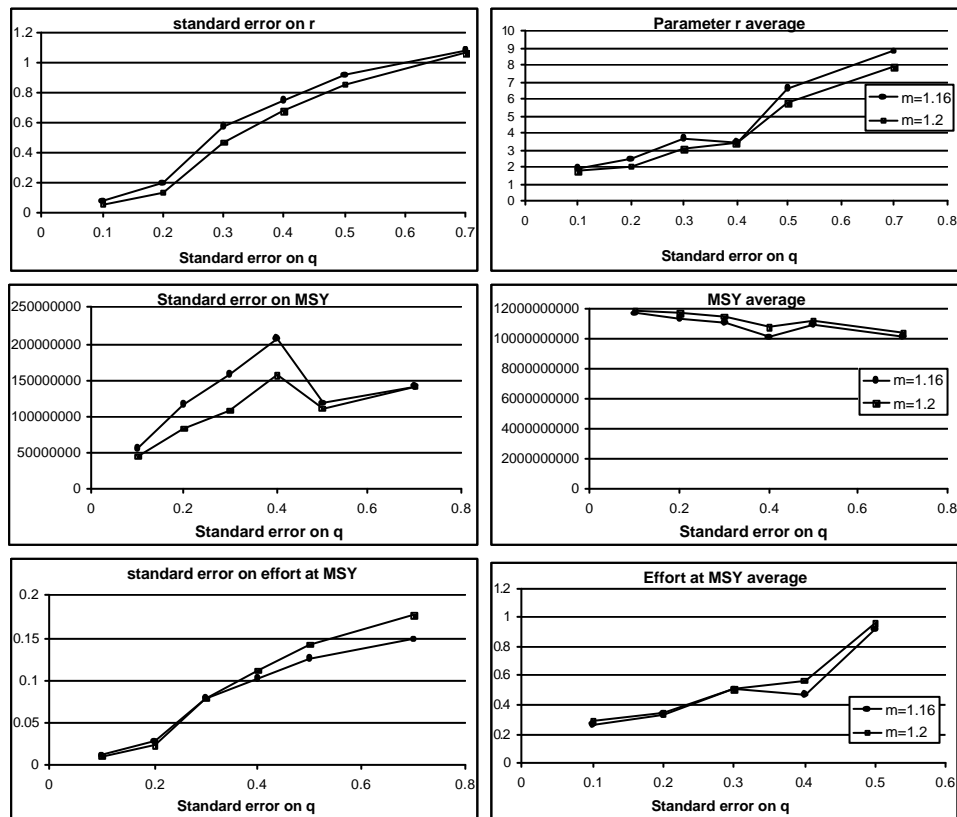 standard error on r
1.2
1
0.8
0.6
0.4
0.2
0
0 0.1 0.2 0.3 0.4 0.5 0.6 0.7
Standard error on q
Parameter r average
10
9
8
7
6
5
4
3
2
1
0 0.1 0.2 0.3 0.4 0.5 0.6 0.7 0.8
Standard error on q
m=1.16
m=1.2
Standard error on MSY
250000000
200000000
150000000
100000000
50000000
0
0 0.2 0.4 0.6 0.8
Standard error on q
MSY average
12000000000
10000000000
8000000000
6000000000
4000000000
2000000000
0
0 0.2 0.4 0.6 0.8
Standard error on q
m=1.16
m=1.2
standard error on effort at MSY
0.2
0.15
0.1
0.05
0
0 0.2 0.4 0.6 0.8
Standard error on q
Effort at MSY average
1.2
1
0.8
0.6
0.4
0.2
0
0 0.1 0.2 0.3 0.4 0.5 0.6
Standard error on q
m=1.16
m=1.2